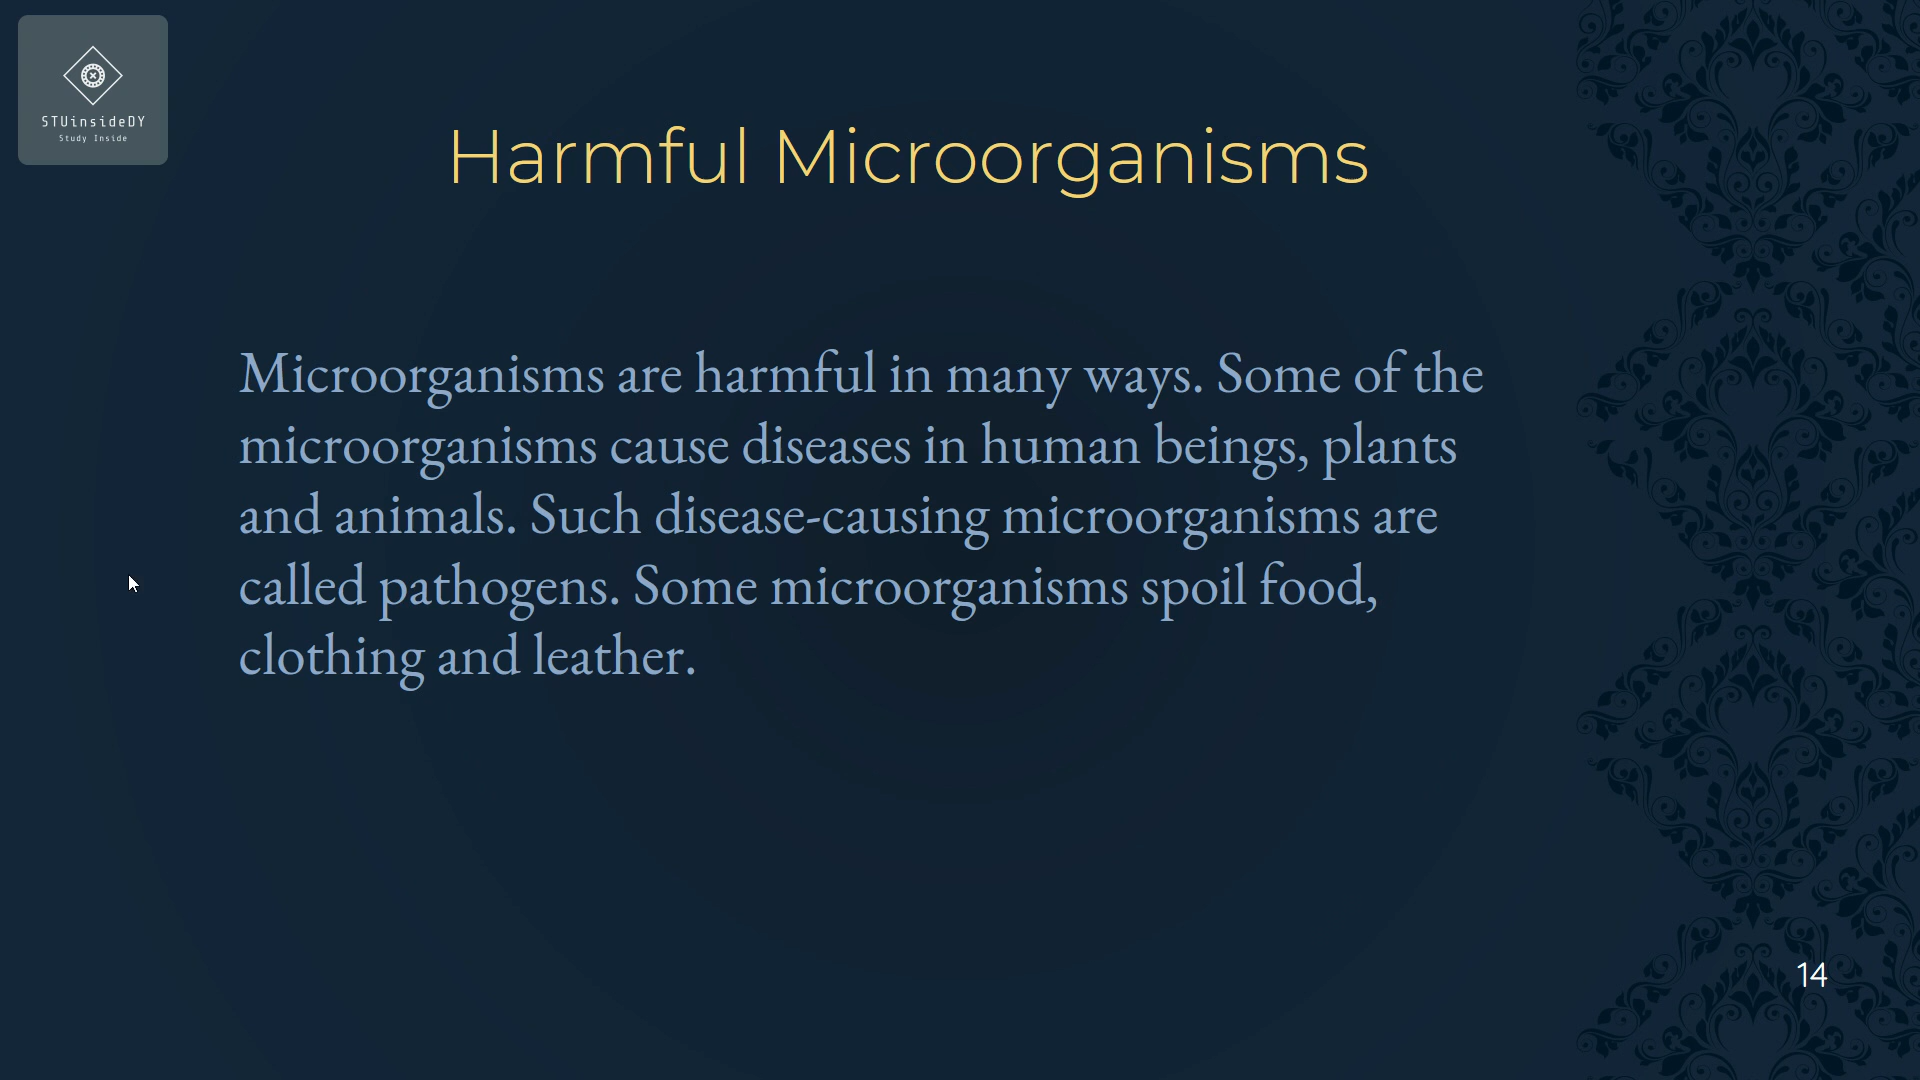 STUinsideDY
Study Inside
Harmful Microorganisms
Microorganisms are harmful in many ways. Some of the
microorganisms cause diseases in human beings, plants
and animals. Such disease-causing microorganisms are
called pathogens. Some microorganisms spoil food,
clothing and leather.
14